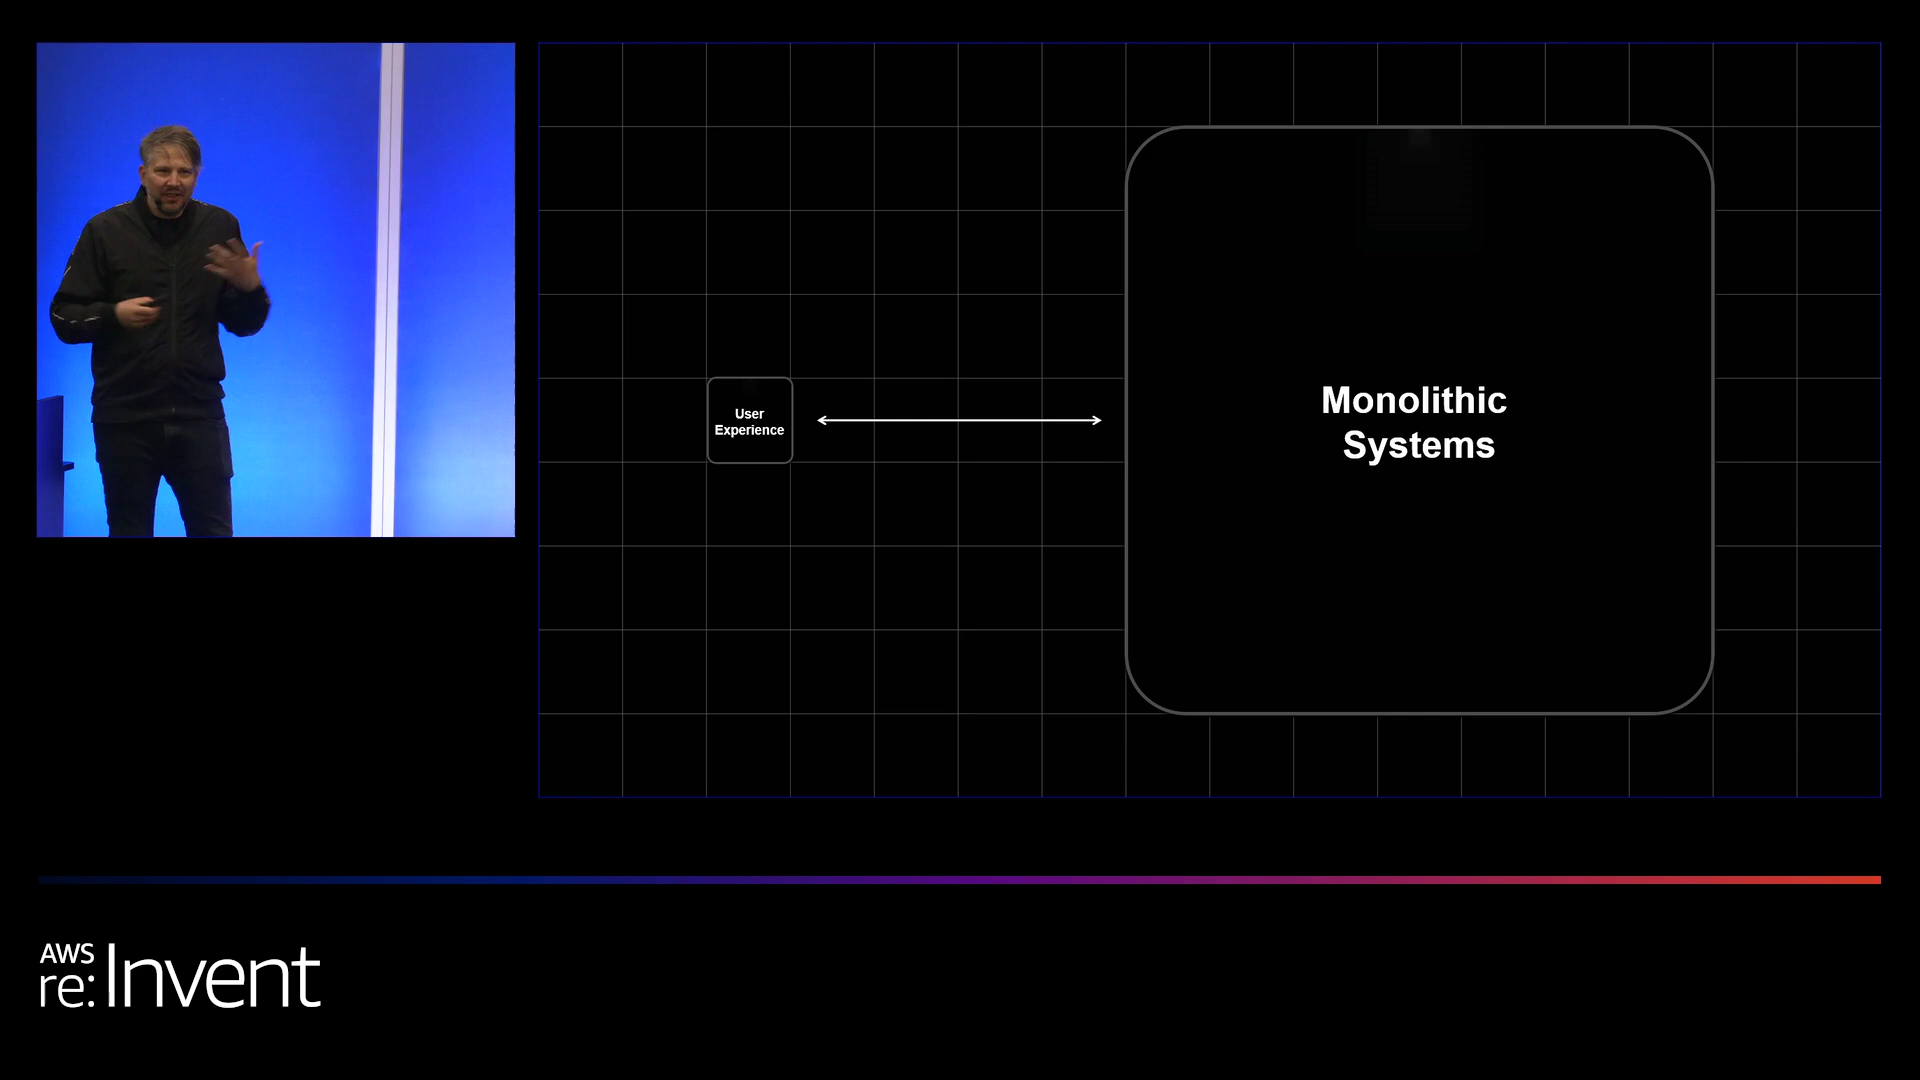 User
Experience
Monolithic
Systems
AWS
re:Invent